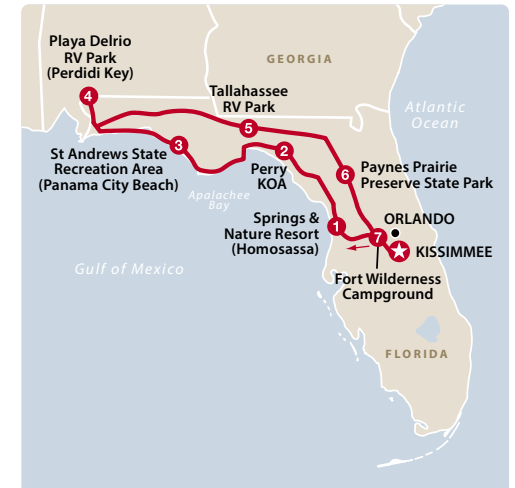 Playa Delrio
RV Park
(Perdidi Key)
GEORGIA
4
Tallahassee
RV Park
Atlantic
Ocean
5
3
2
St Andrews State
Recreation Area
(Panama City Beach)
Perry
KOA
6
Paynes Prairie
Preserve State Park
Apalachee
Bay
Springs &
Nature Resort
(Homosassa)
1
ORLANDO
7
KISSIMMEE
Gulf of Mexico
Fort Wilderness
Campground
FLORIDA